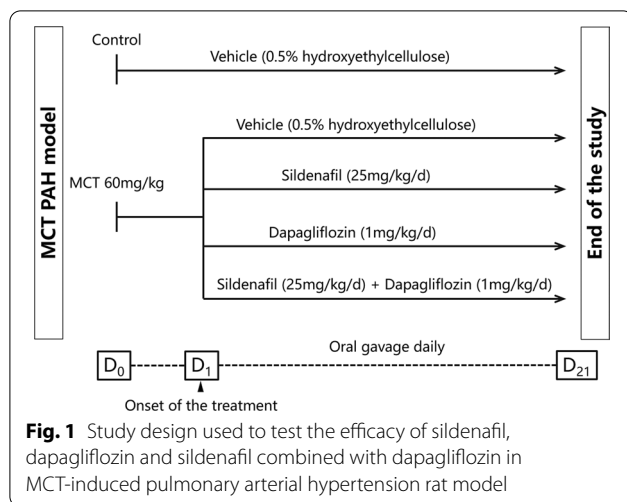 Control
Vehicle (0.5% hydroxyethylcellulose)
MCT PAH model
Vehicle (0.5% hydroxyethylcellulose)
MCT 60mg/kg
Sildenafil (25mg/kg/d)
Dapagliflozin (1mg/kg/d)
Sildenafil (25mg/kg/d) + Dapagliflozin (1mg/kg/d)
End of the study
D0
D1
Oral gavage daily
D21
Onset of the treatment
Fig. 1 Study design used to test the efficacy of sildenafil,
dapagliflozin and sildenafil combined with dapagliflozin in
MCT-induced pulmonary arterial hypertension rat model